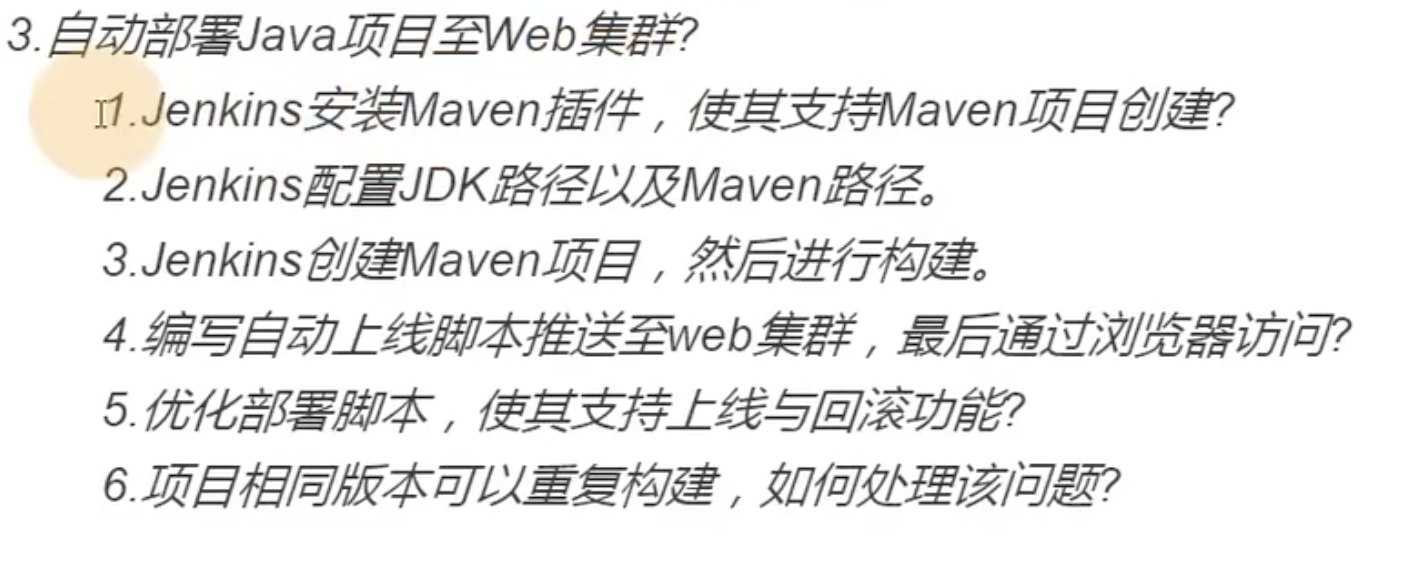 3.自动部署Java项目至Web集群?
1.Jenkins安装Maven插件，使其支持Maven项目创建?
2.Jenkins配置JDK路径以及Maven路径。
3.Jenkins创建Maven项目，然后进行构建。
4.编写自动上线脚本推送至web集群，最后通过浏览器访问?
5.优化部署脚本，使其支持上线与回滚功能?
6.项目相同版本可以重复构建，如何处理该问题?